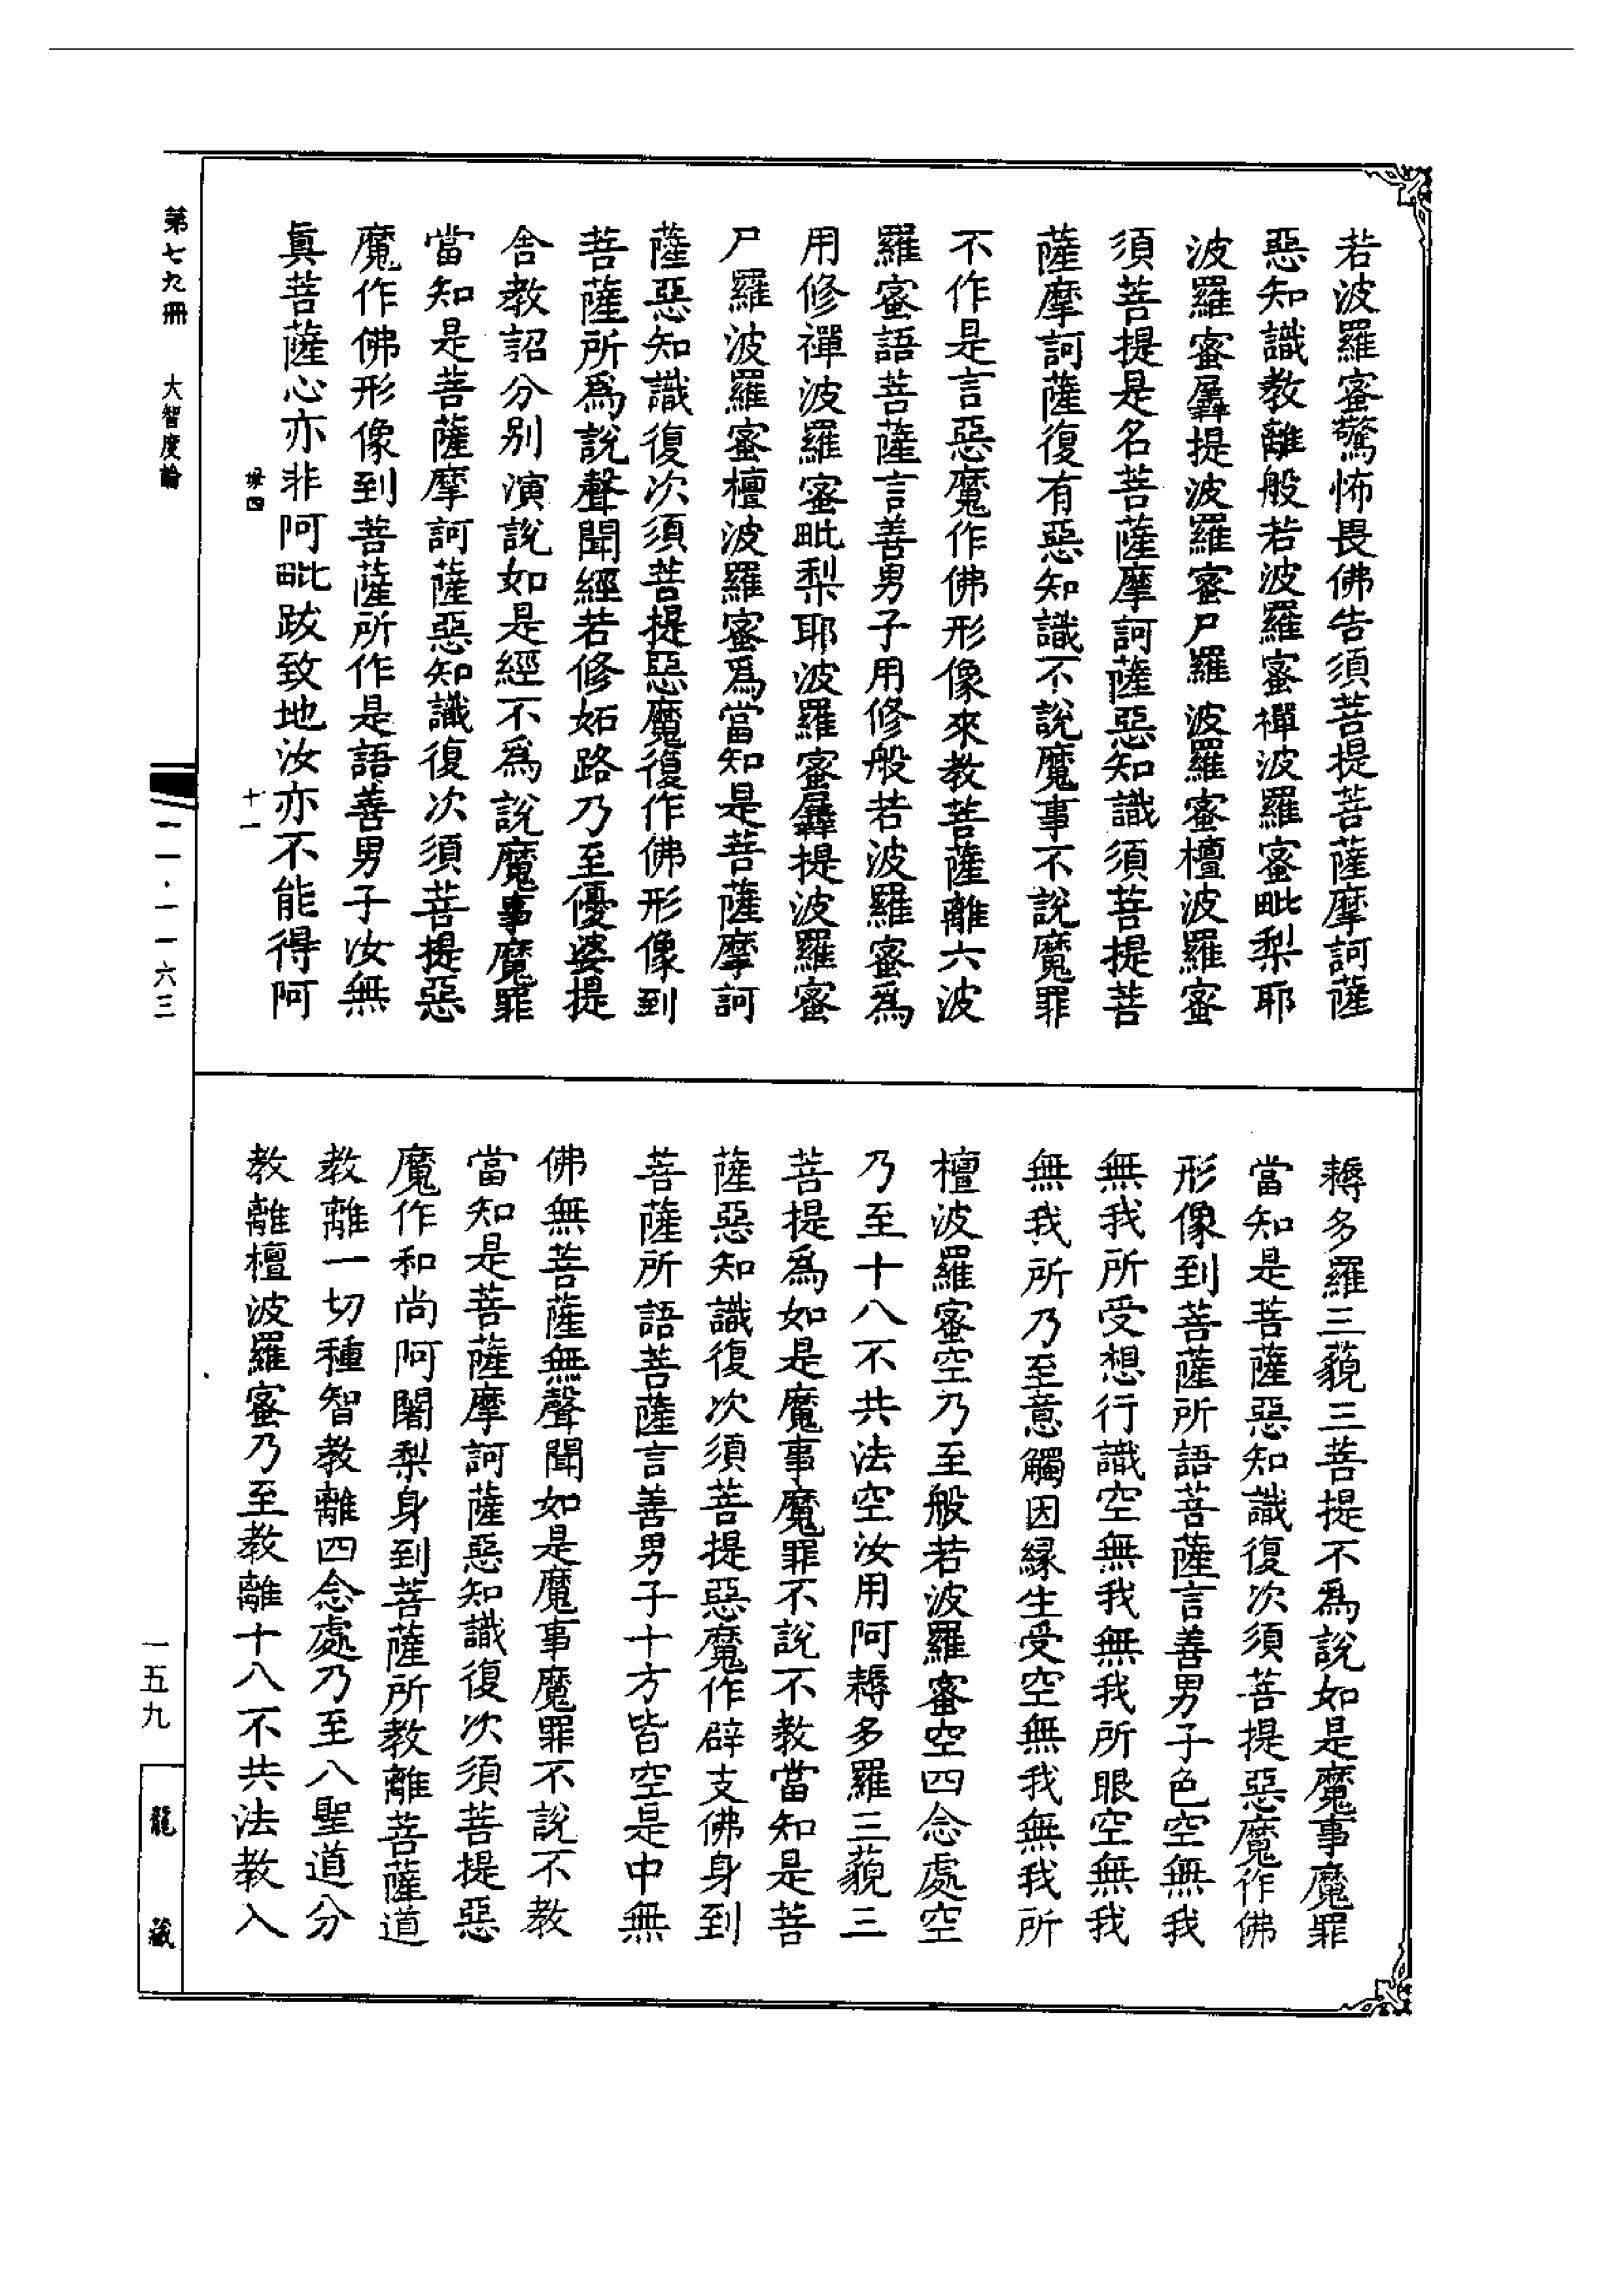 若波羅蜜驚怖畏佛告須菩提菩薩摩訶薩
惡知識教離般若波羅蜜禪波羅蜜毗梨耶
波羅蜜羼提波羅蜜尸羅波羅蜜檀波羅蜜
須菩提是名菩薩摩訶薩惡知識須菩提菩
薩摩訶薩復有惡知識不說魔事不說魔罪
不作是言惡魔作佛形像來教菩薩離六波
羅蜜語菩薩言善男子用修般若波羅蜜爲
用修禪波羅蜜毗梨耶波羅蜜羼提波羅蜜
尸羅波羅蜜檀波羅蜜爲當知是菩薩摩訶
薩惡知識復次須菩提惡魔復作佛形像到
菩薩所爲說聲聞經若修妬路乃至優婆提
舍教詔分別演說如是經不爲說魔事魔罪
當知是菩薩摩訶薩惡知識復次須菩提惡
魔作佛形像到菩薩所作是語善男子汝無
真菩薩心亦非阿毗跋致地汝亦不能得阿
十一
耨多羅三藐三菩提不爲說如是魔事魔罪
當知是菩薩惡知識復次須菩提惡魔作佛
形像到菩薩所語菩薩言善男子色空無我
無我所受想行識空無我無我所眼空無我
無我所乃至意觸因緣生受空無我無我所
檀波羅蜜空乃至般若波羅蜜空四念處空
乃至十八不共法空汝用阿耨多羅三藐三
菩提爲如是魔事魔罪不說不教當知是菩
薩惡知識復次須菩提惡魔作辟支佛身到
菩薩所語菩薩言善男子十方皆空是中無
佛無菩薩無聲聞如是魔事魔罪不說不教
當知是菩薩摩訶薩惡知識復次須菩提惡
魔作和尚阿闍梨身到菩薩所教離菩薩道
教離一切種智教離四念處乃至八聖道分
教離檀波羅蜜乃至教離十八不共法教入
第七九冊 大智度論
一一·一一六三
一五九
龍藏